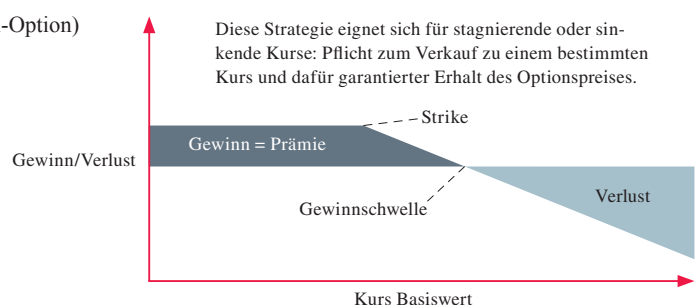 -Option)
Diese Strategie eignet sich für stagnierende oder sin-
kende Kurse: Pflicht zum Verkauf zu einem bestimmten
Kurs und dafür garantierter Erhalt des Optionspreises.
Strike
Gewinn = Prämie
Gewinn/Verlust
Verlust
Gewinnschwelle
Kurs Basiswert